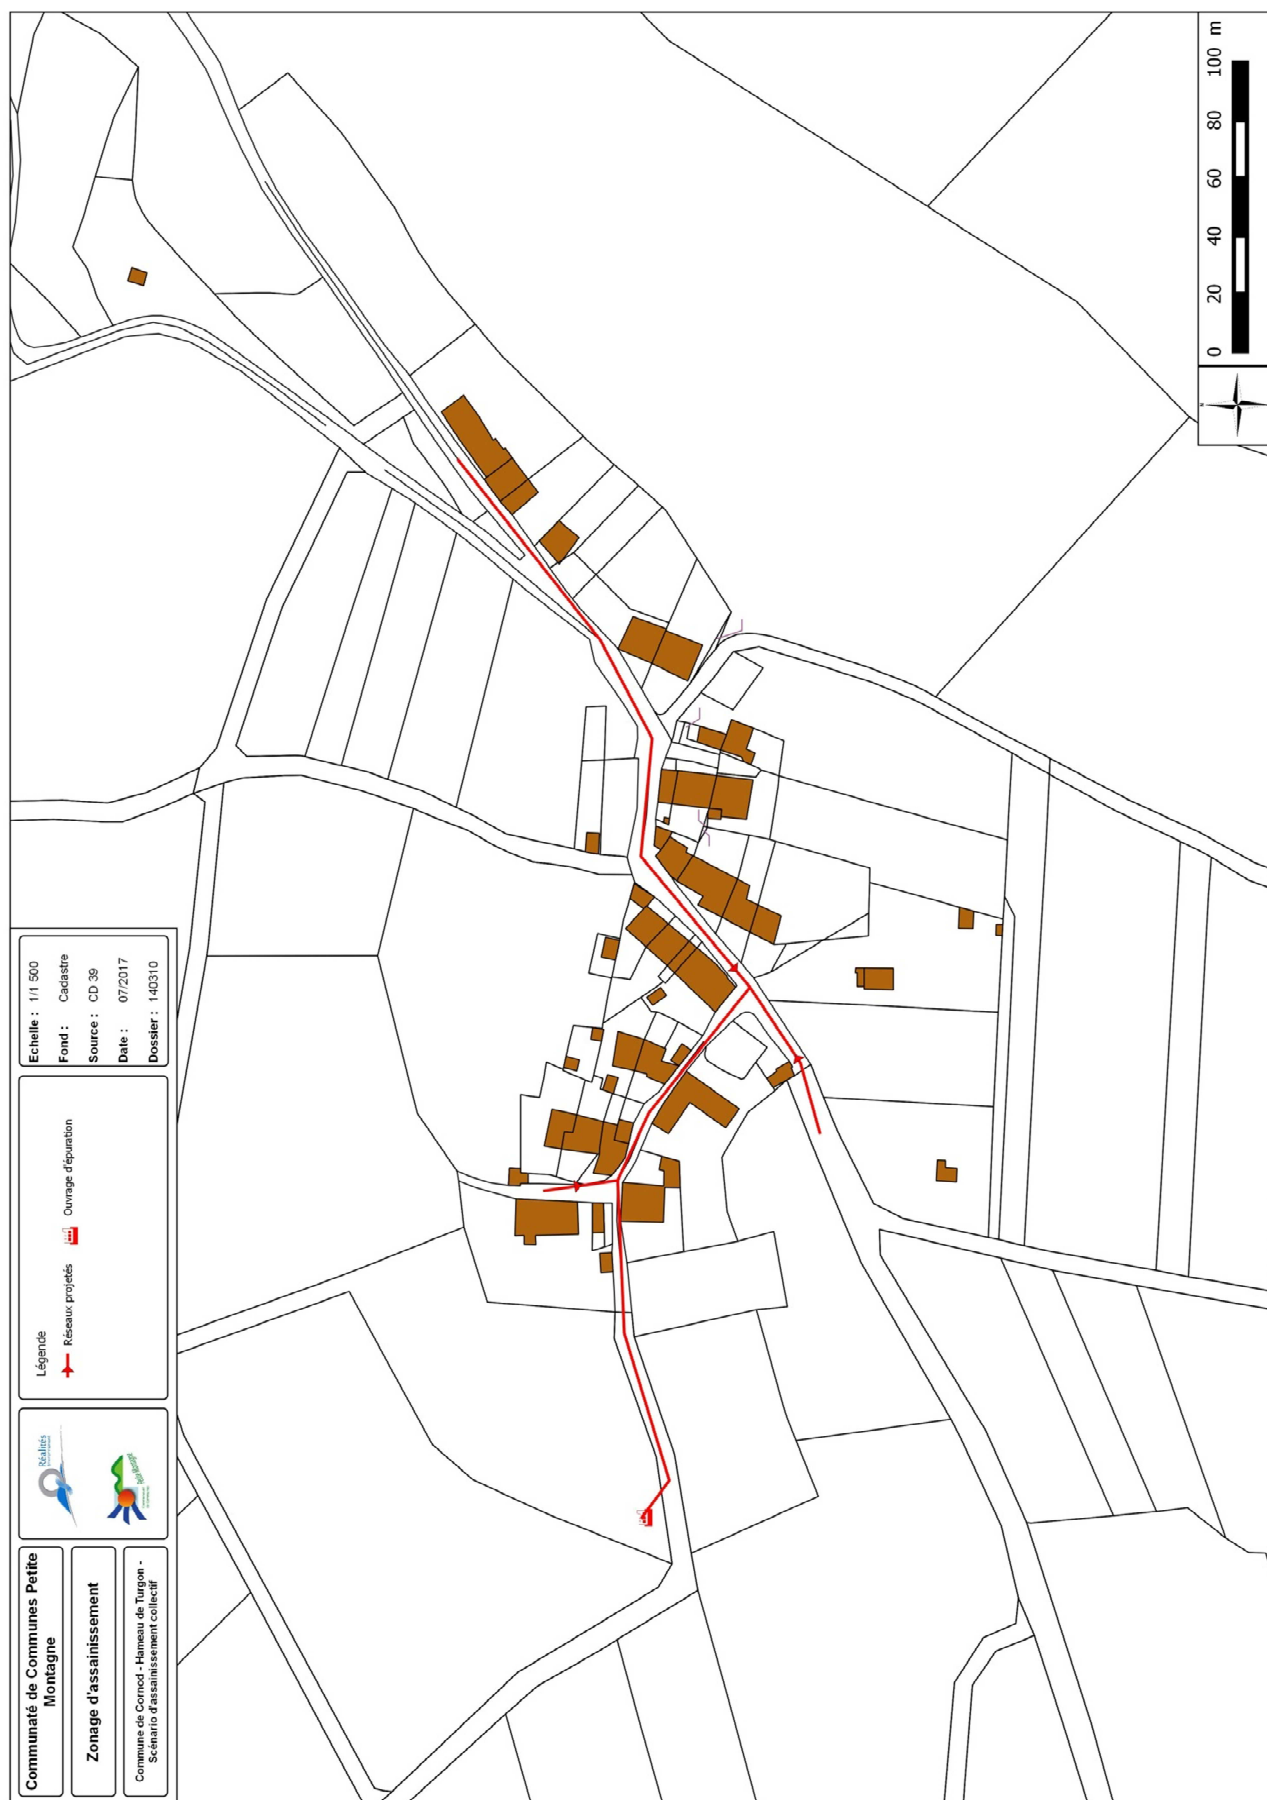 Communaté de Communes Petite
Montagne
Zonage d'assainissement
Commune de Cornod - Hameau de Turgon -
Scénario d'assainissement collectif
Réalités
Légende
Réseaux projetés
Ouvrage d'épuration
Echelle : 1/1 500
Fond : Cadastre
Source : CD 39
Date : 07/2017
Dossier : 140310
N
0 20 40 60 80 100 m